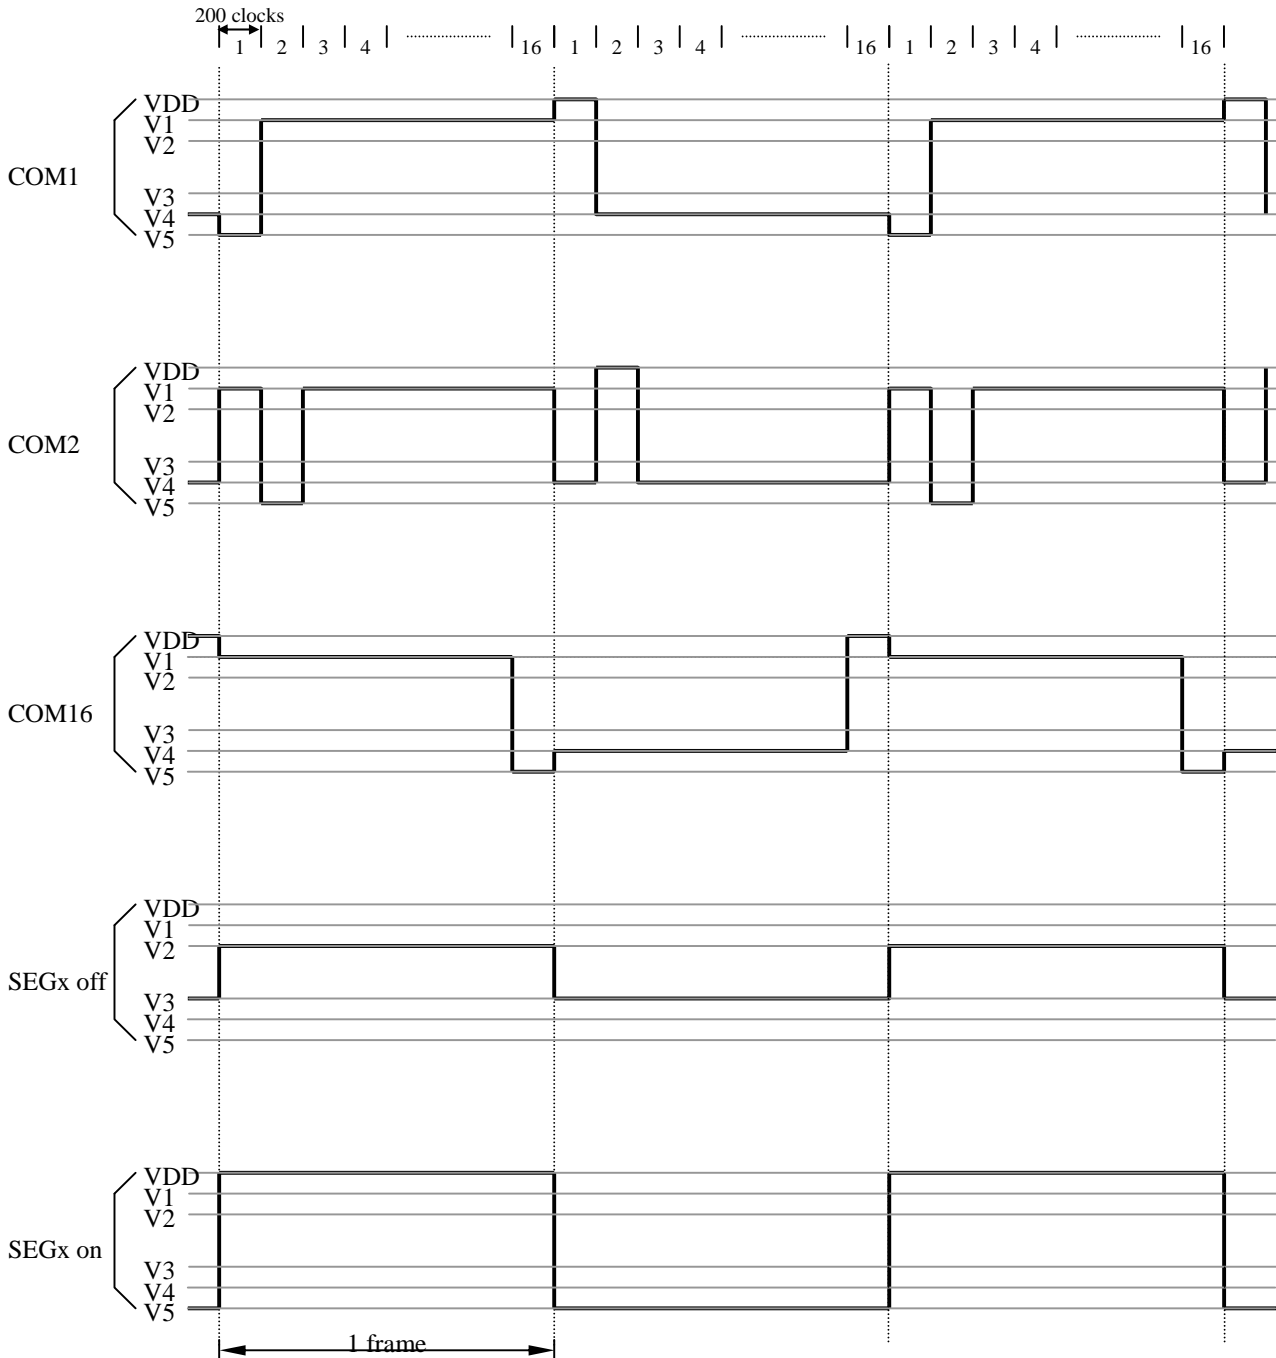 200 clocks
1 2 3 4 .................... 16 1 2 .................... 16 1 2 3 4 .................... 16
COM1
VDD
V1
V2
V3
V4
V5
COM2
VDD
V1
V2
V3
V4
V5
COM16
VDD
V1
V2
V3
V4
V5
SEGx off
VDD
V1
V2
V3
V4
V5
SEGx on
VDD
V1
V2
V3
V4
V5
1 frame